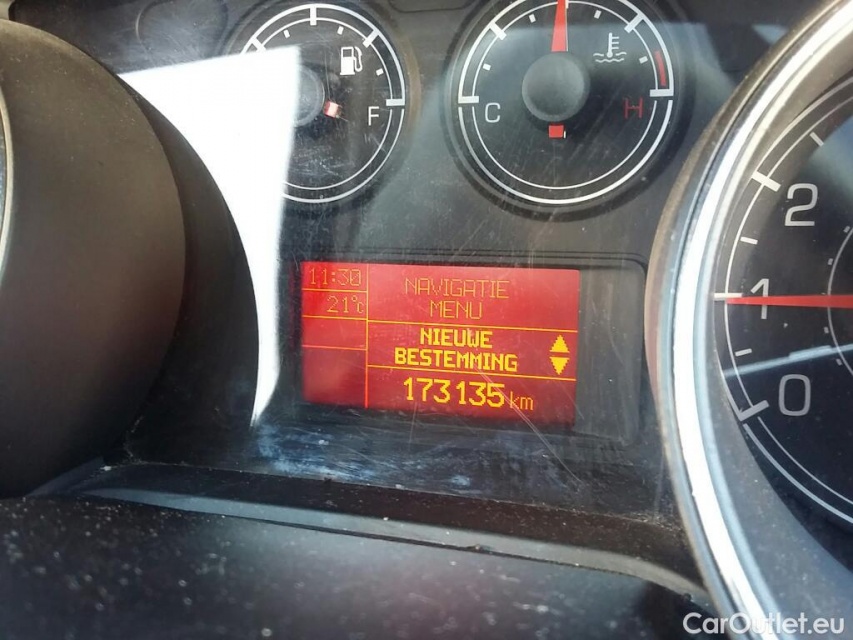 F
C
H
11:30
21°C
NAVIGATIE
MENU
NIEUWE
BESTEMMING
173135 km
2
1
0
CarOutlet.eu